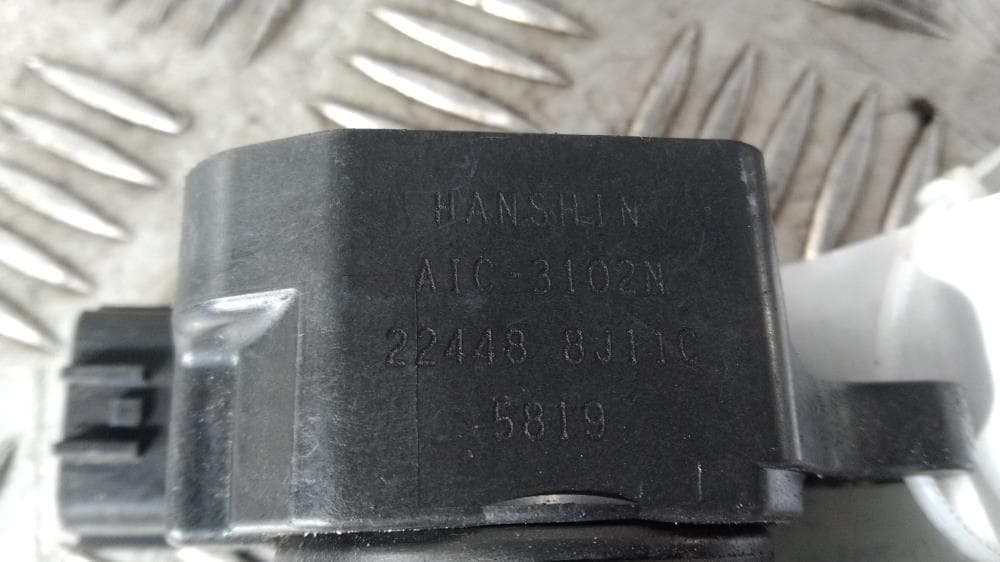 HANSHIN
AIC-3102N
22448 8J11C
5819